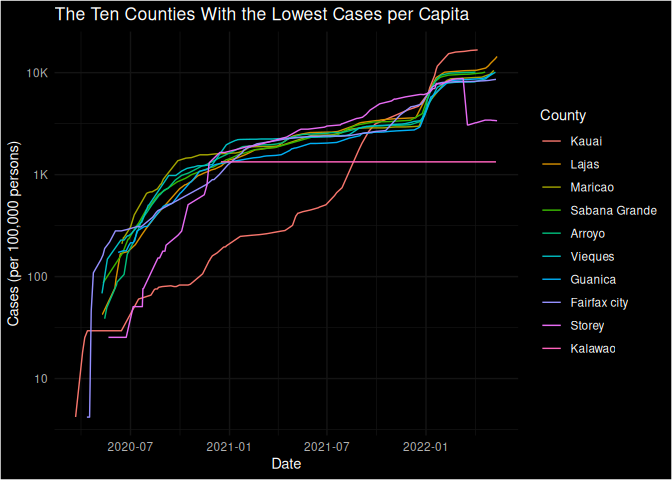 The Ten Counties With the Lowest Cases per Capita
Cases (per 100,000 persons)
10K
1K
100
10
2020-07
2021-01
2021-07
2022-01
Date
County
Kauai
Lajas
Maricao
Sabana Grande
Arroyo
Vieques
Guanica
Fairfax city
Storey
Kalawao